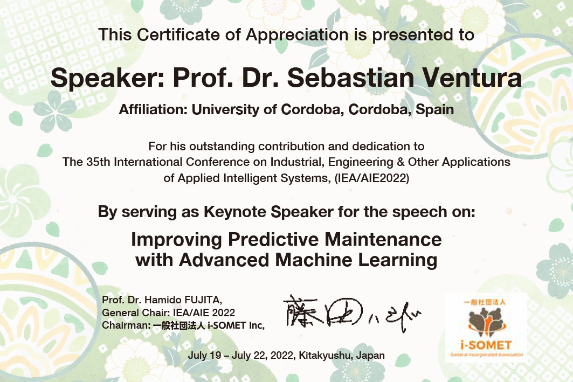 This Certificate of Appreciation is presented to
Speaker: Prof. Dr. Sebastian Ventura
Affiliation: University of Cordoba, Cordoba, Spain
For his outstanding contribution and dedication to
The 35th International Conference on Industrial, Engineering & Other Applications
of Applied Intelligent Systems, (IEA/AIE2022)
By serving as Keynote Speaker for the speech on:
Improving Predictive Maintenance
with Advanced Machine Learning
Prof. Dr. Hamido FUJITA,
General Chair: IEA/AIE 2022
Chairman: 一般社団法人 i-SOMET Inc,
藤田ハミド
一般社団法人
i-SOMET
General Incorporated Association
July 19 – July 22, 2022, Kitakyushu, Japan